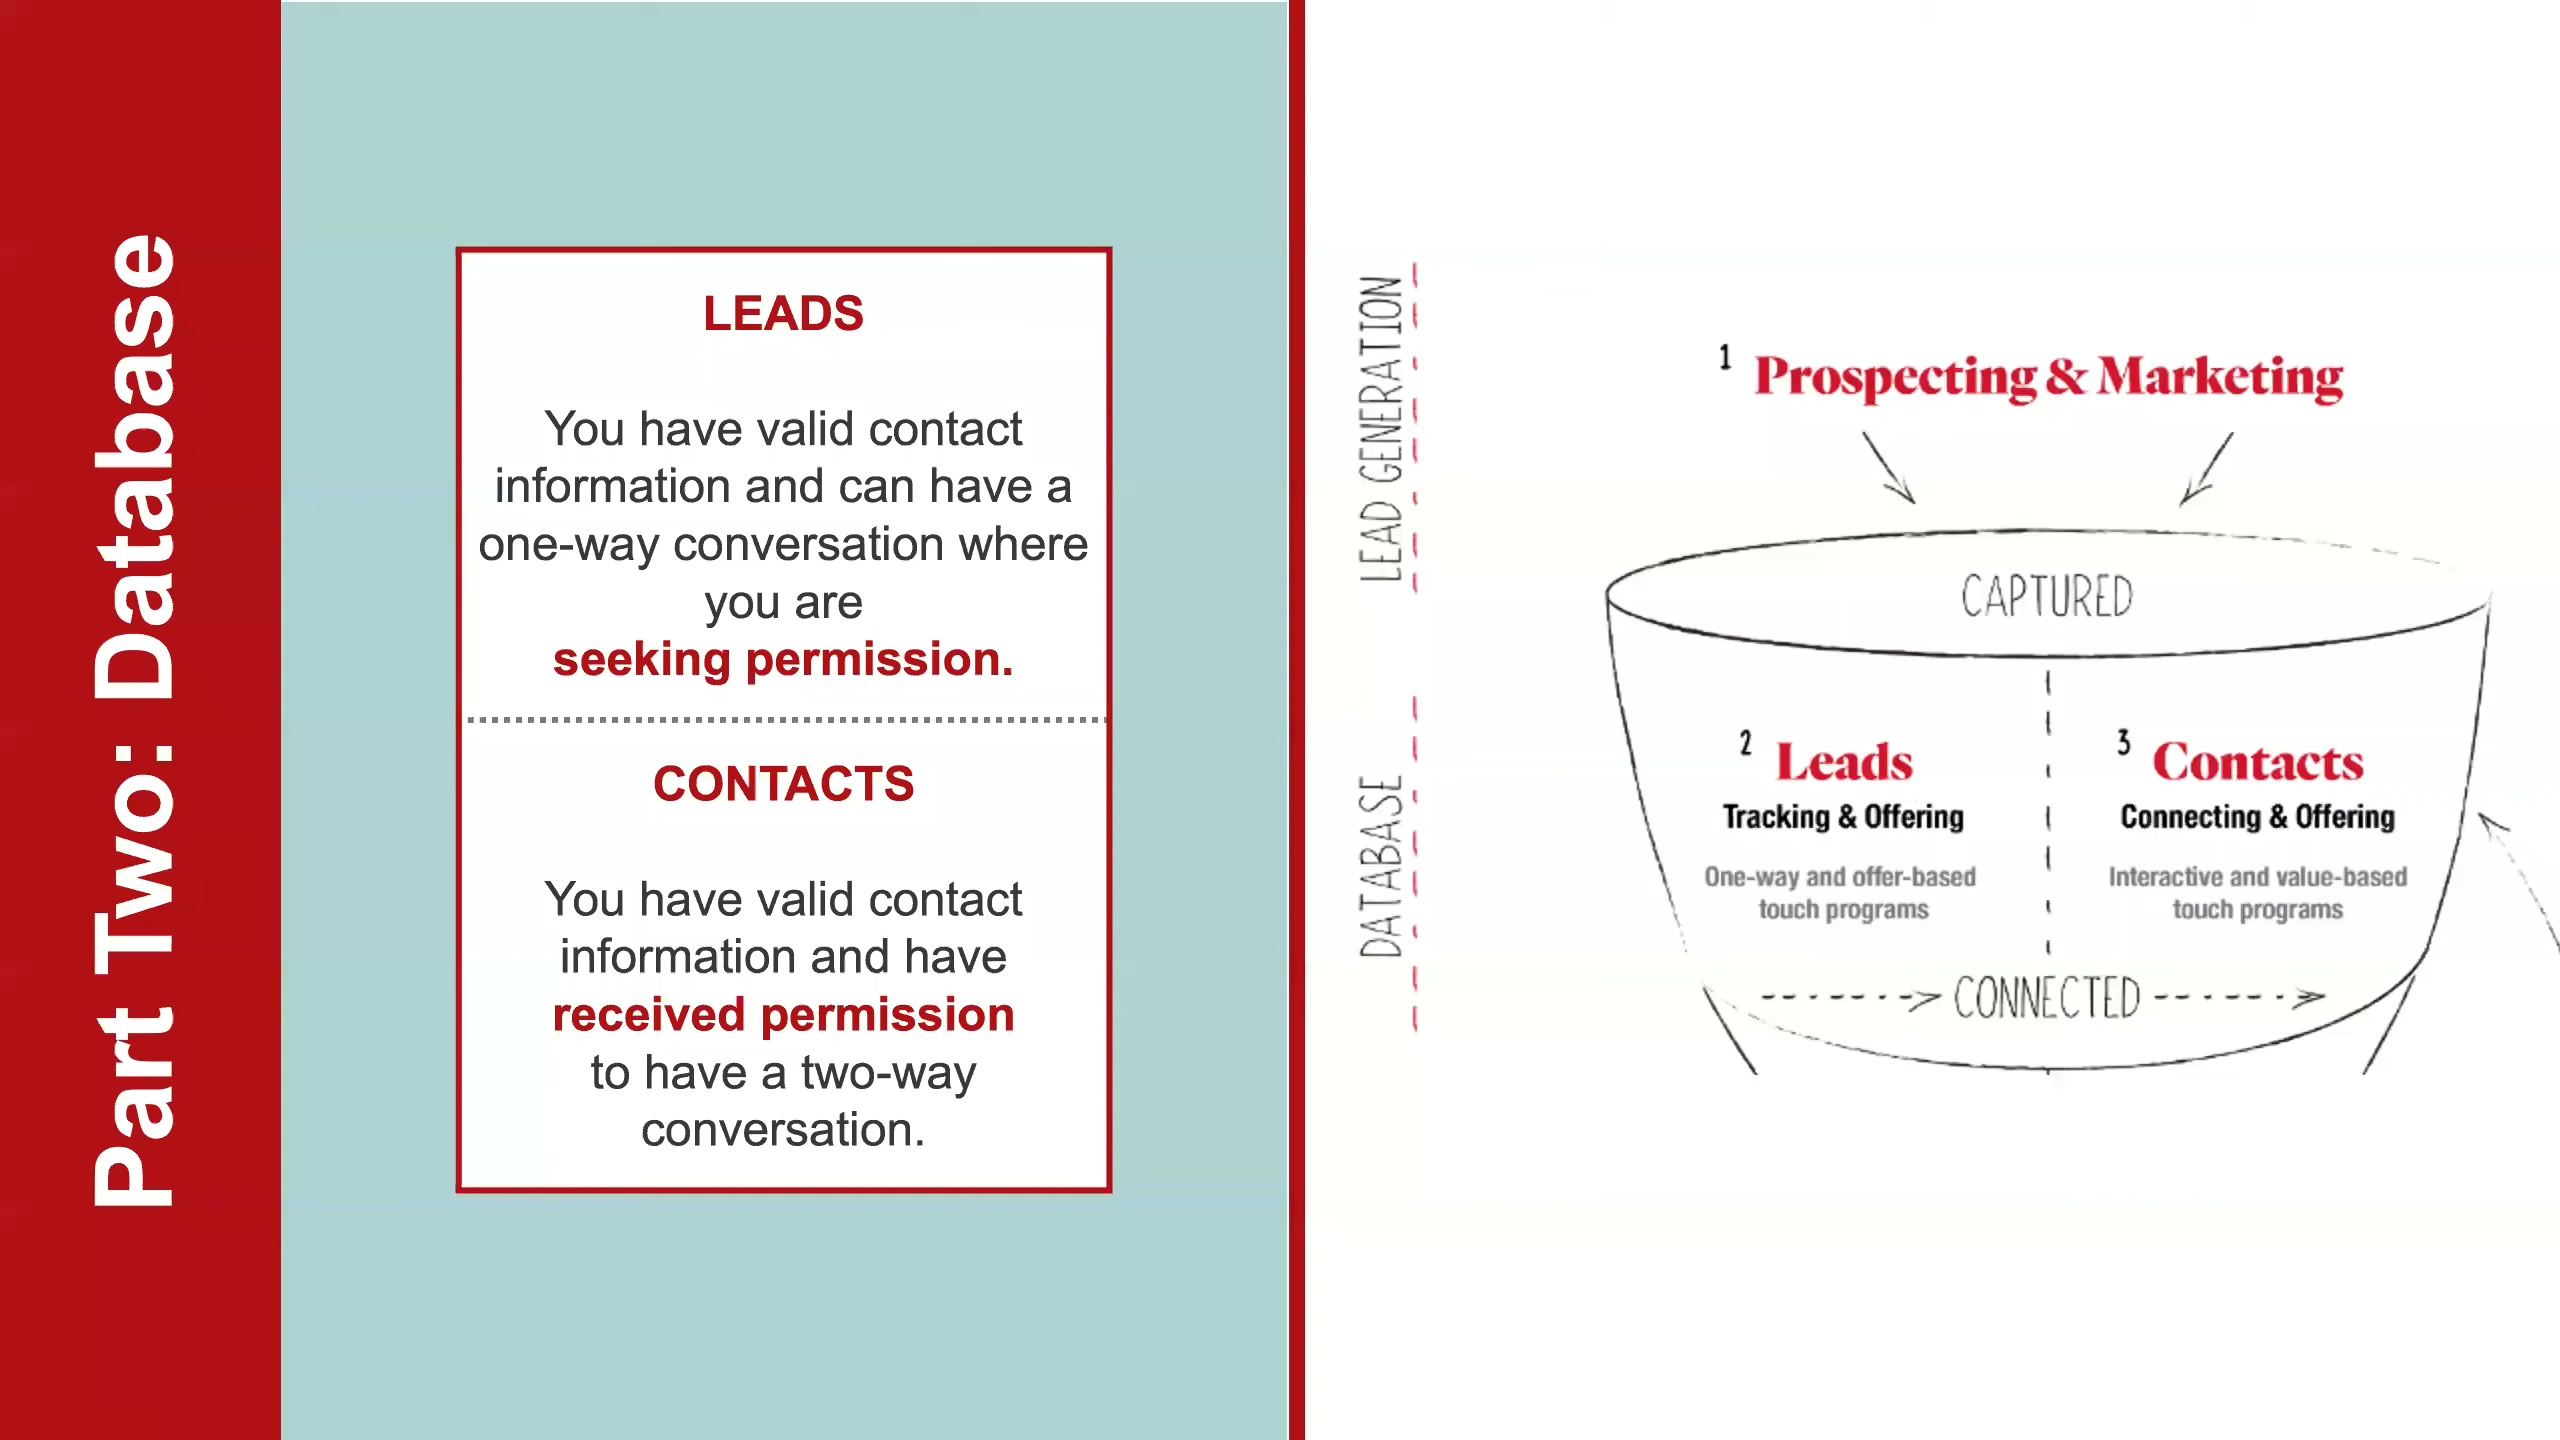 Part Two: Database
LEADS
You have valid contact
information and can have a
one-way conversation where
you are
seeking permission.
CONTACTS
You have valid contact
information and have
received permission
to have a two-way
conversation.
LEAD GENERATION
1 Prospecting & Marketing
CAPTURED
DATABASE
2 Leads
Tracking & Offering
One-way and offer-based
touch programs
3 Contacts
Connecting & Offering
Interactive and value-based
touch programs
CONNECTED